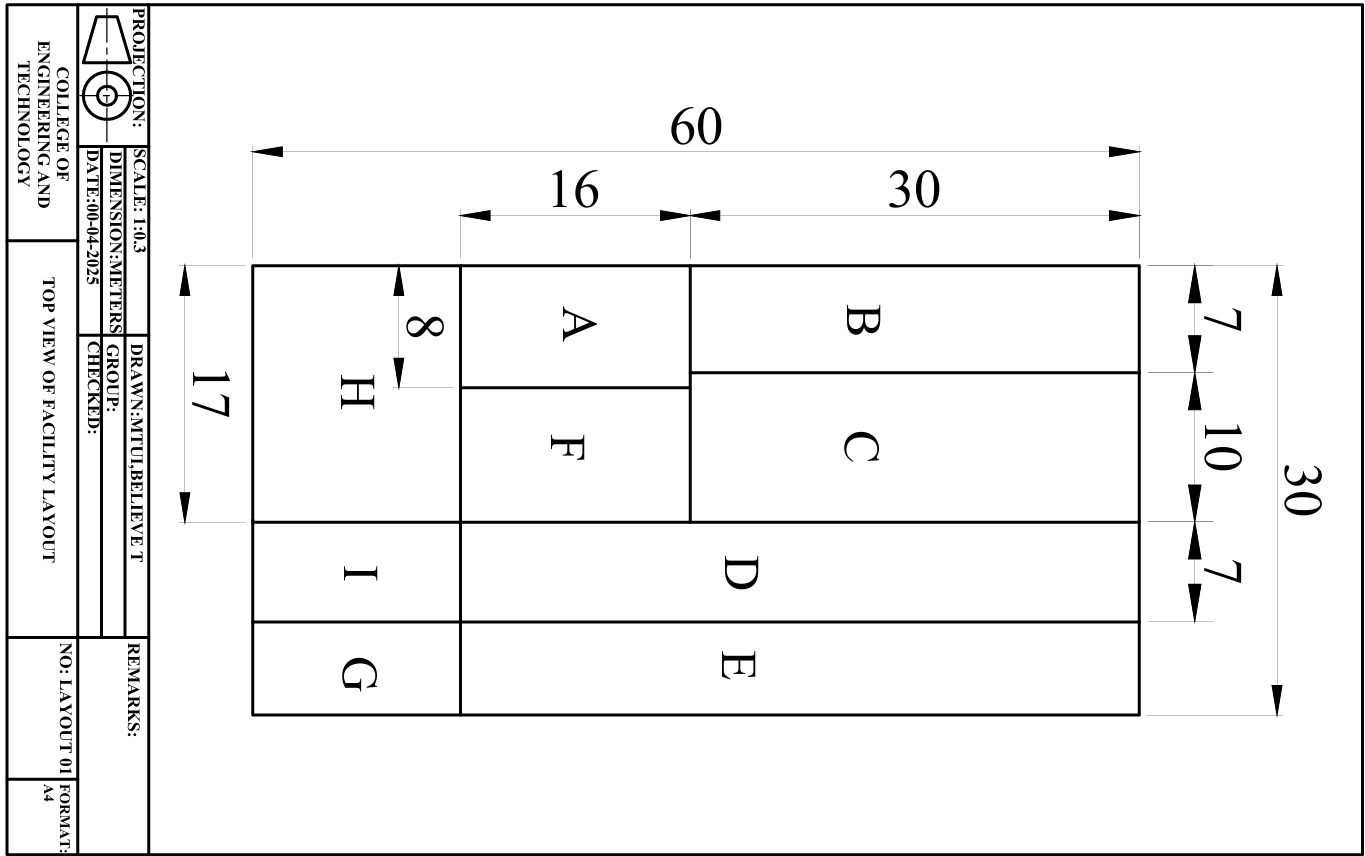 60
16
30
7
10
7
30
8
17
A
B
H
F
C
I
D
G
E
PROJECTION:
SCALE: 1:0.3
DIMENSION:METERS
DATE:00-04-2025
DRAWN:MTUI,BELIEVE T
GROUP:
CHECKED:
REMARKS:
COLLEGE OF
ENGINEERING AND
TECHNOLOGY
TOP VIEW OF FACILITY LAYOUT
NO: LAYOUT 01
FORMAT:
A4